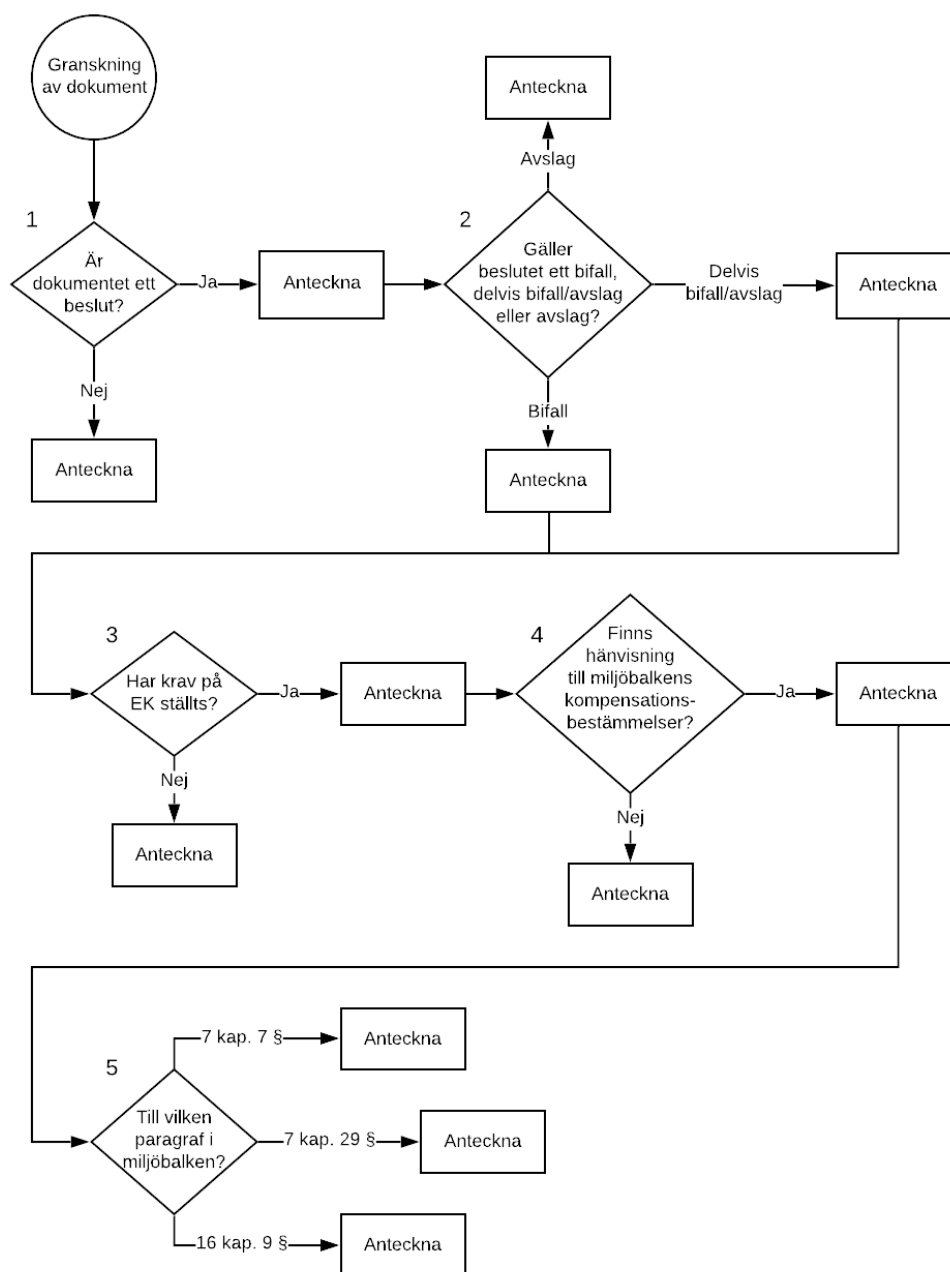 Granskning
av dokument
1
Är
dokumentet ett
beslut?
Ja
Anteckna
Nej
Anteckna
2
Gäller
beslutet ett bifall,
delvis bifall/avslag
eller avslag?
Avslag
Anteckna
Delvis
bifall/avslag
Anteckna
Bifall
Anteckna
3
Har krav på
EK ställts?
Ja
Anteckna
Nej
Anteckna
4
Finns
hänvisning
till miljöbalkens
kompensations-
bestämmelser?
Ja
Anteckna
Nej
Anteckna
5
Till vilken
paragraf i
miljöbalken?
7 kap. 7 §
Anteckna
7 kap. 29 §
Anteckna
16 kap. 9 §
Anteckna